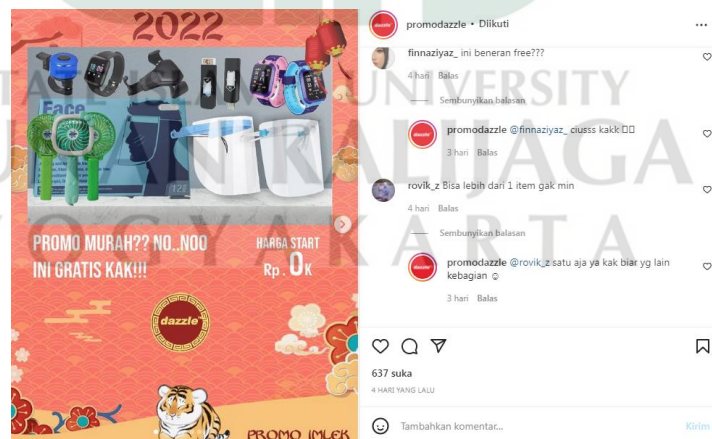 2022
Face
PROMO MURAH?? NO..NOO
INI GRATIS KAK!!!
HARGA START
Rp. 0K
dazzle
PROMO IMLEK
promodazzle • Diikuti
finnaziyaz_ ini beneran free???
4 hari Balas
Sembunyikan balasan
promodazzle @finnaziyaz_ ciusss kakk
3 hari Balas
rovik_z Bisa lebih dari 1 item gak min
4 hari Balas
Sembunyikan balasan
promodazzle @rovik_z satu aja ya kak biar yg lain
kebagian ☺
3 hari Balas
637 suka
4 HARI YANG LALU
Tambahkan komentar...
Kirim
UNIVERSITY
KALIJAGA
YOGYAKARTA